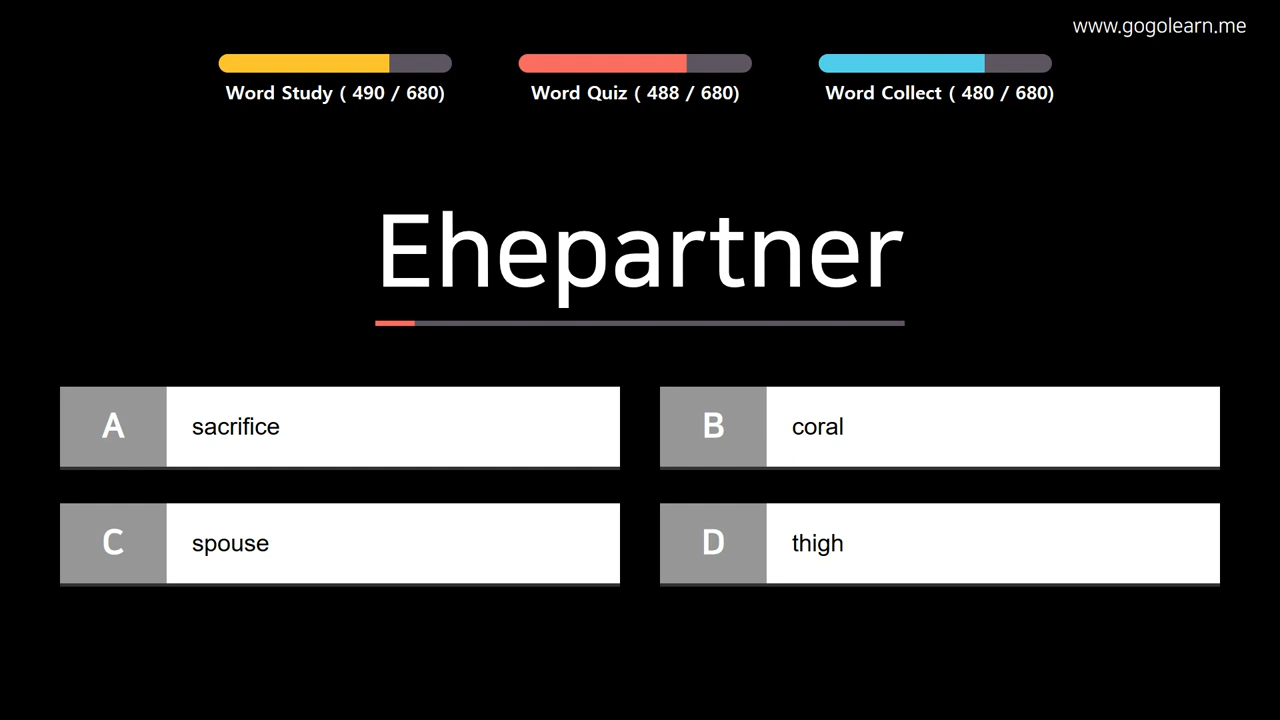 www.gogolearn.me
Word Study ( 490 / 680)
Word Quiz ( 488 / 680)
Word Collect ( 480 / 680)
Ehepartner
A sacrifice
B coral
C spouse
D thigh